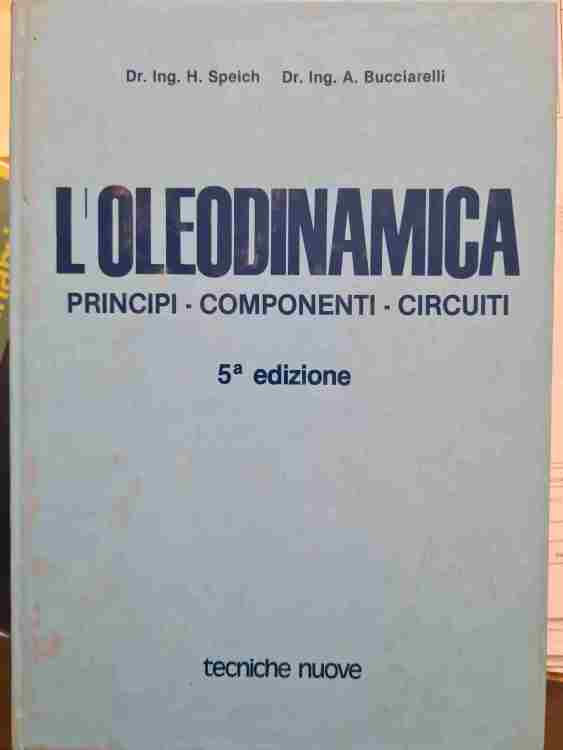 Dr. Ing. H. Speich Dr. Ing. A. Bucciarelli
L'OLEODINAMICA
PRINCIPI - COMPONENTI - CIRCUITI
5ª edizione
tecniche nuove